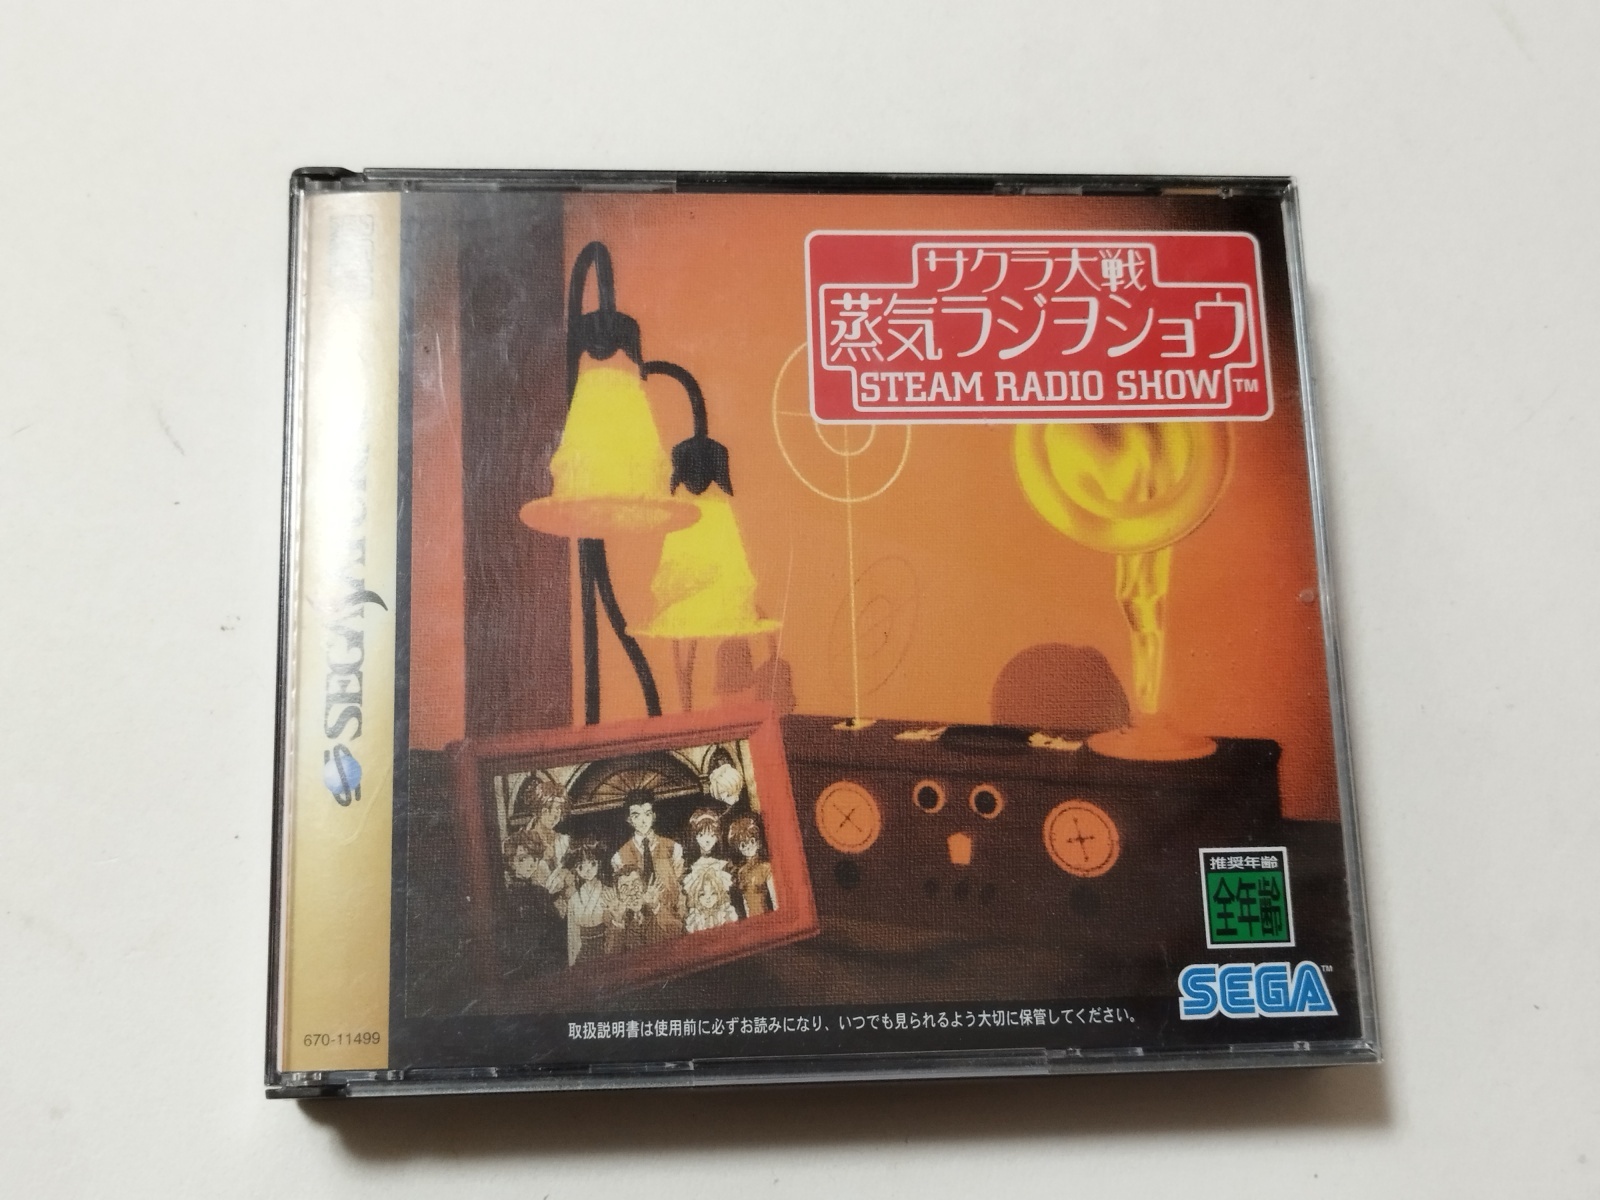 サクラ大戦
蒸気ラジヲショウ
STEAM RADIO SHOW™
SEGA SATURN
推奨年齢
全年齢
SEGA™
取扱説明書は使用前に必ずお読みになり、いつでも見られるよう大切に保管してください。
670-11499